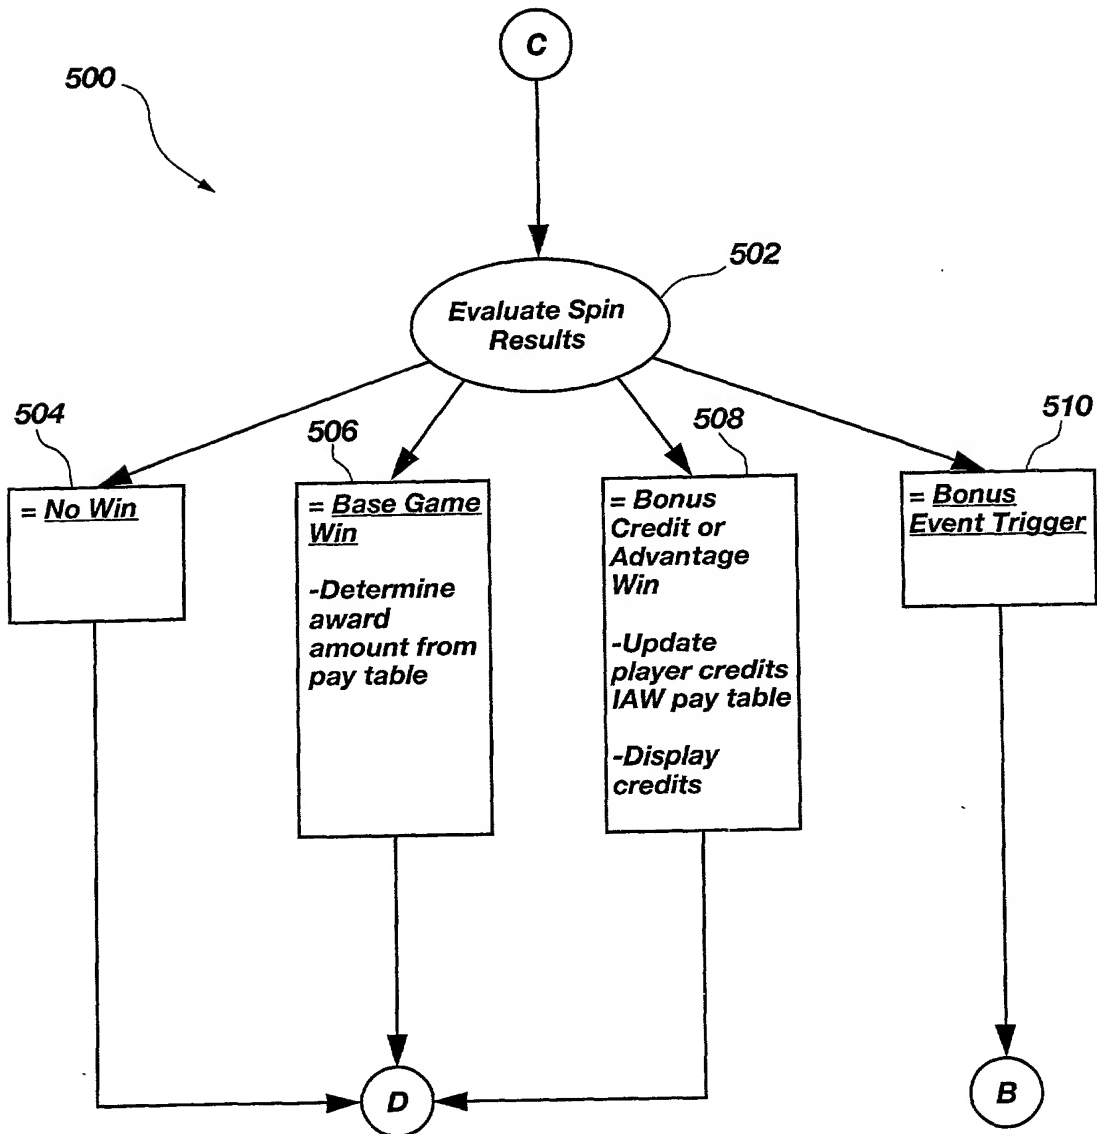 C
500
502
Evaluate Spin
Results
504
506
508
510
= No Win
= Base Game
Win
-Determine
award
amount from
pay table
= Bonus
Credit or
Advantage
Win
-Update
player credits
IAW pay table
-Display
credits
= Bonus
Event Trigger
D
B